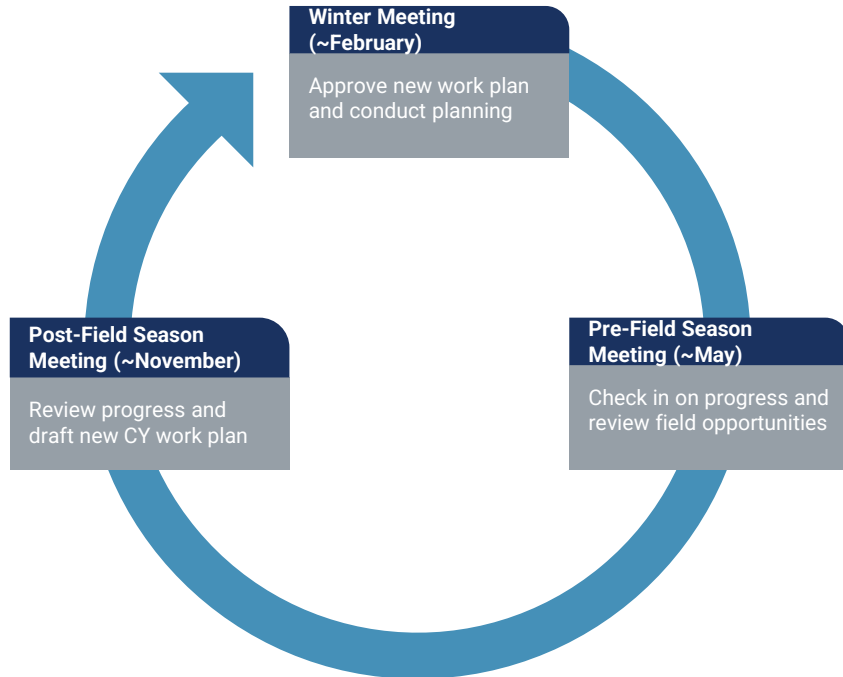 Winter Meeting
(~February)
Approve new work plan
and conduct planning
Post-Field Season
Meeting (~November)
Review progress and
draft new CY work plan
Pre-Field Season
Meeting (~May)
Check in on progress and
review field opportunities